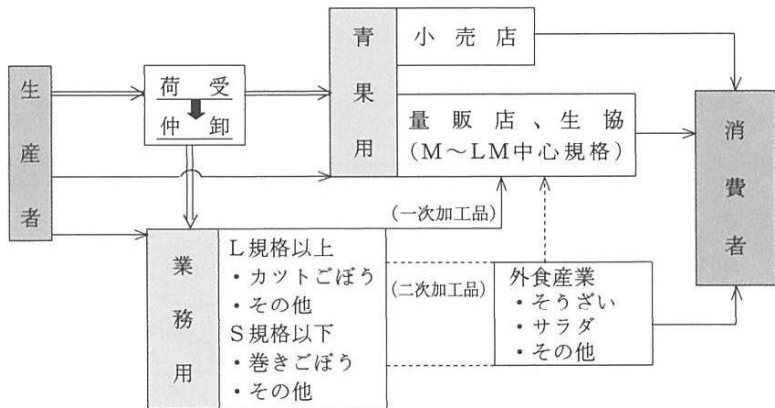 生産者
荷受
仲卸
青果用
小売店
量販店、生協
（M～LM中心規格）
消費者
（一次加工品）
業務用
L規格以上
・カツトごぼう
・その他
S規格以下
・巻きごぼう
・その他
（二次加工品）
外食産業
・そうざい
・サラダ
・その他